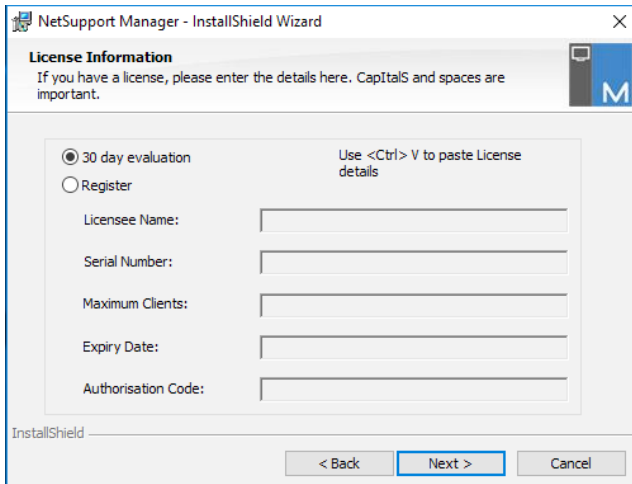 NetSupport Manager - InstallShield Wizard
License Information
If you have a license, please enter the details here. CapItalS and spaces are
important.
M
30 day evaluation
Use <Ctrl> V to paste License
details
Register
Licensee Name:
Serial Number:
Maximum Clients:
Expiry Date:
Authorisation Code:
InstallShield
< Back
Next >
Cancel